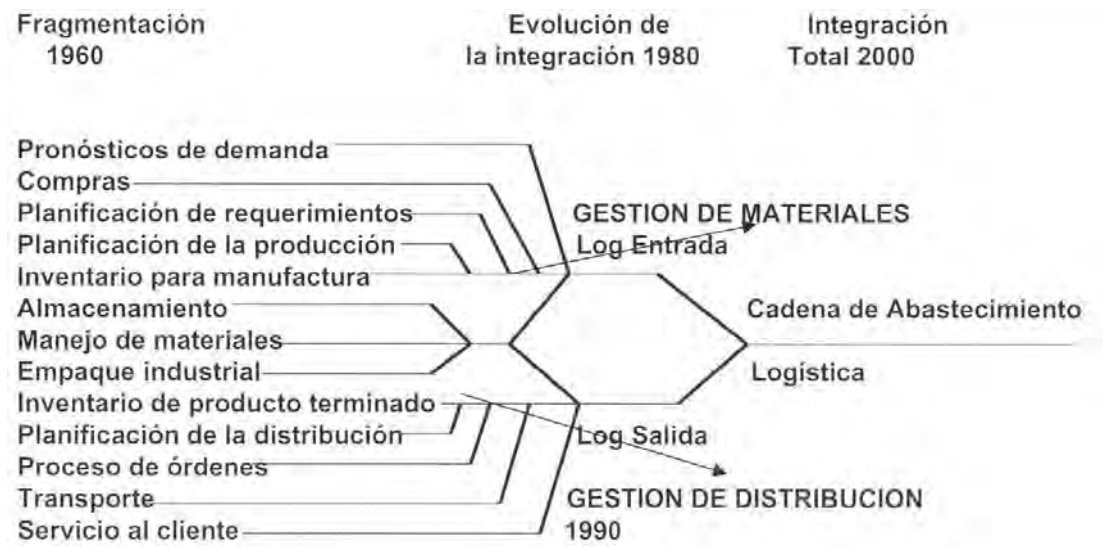 Fragmentación Evolución de Integración
1960 la integración 1980 Total 2000
Pronósticos de demanda
Compras
Planificación de requerimientos GESTION DE MATERIALES
Planificación de la producción Log Entrada
Inventario para manufactura
Almacenamiento Cadena de Abastecimiento
Manejo de materiales
Empaque industrial Logística
Inventario de producto terminado
Planificación de la distribución Log Salida
Proceso de órdenes
Transporte GESTION DE DISTRIBUCION
Servicio al cliente 1990